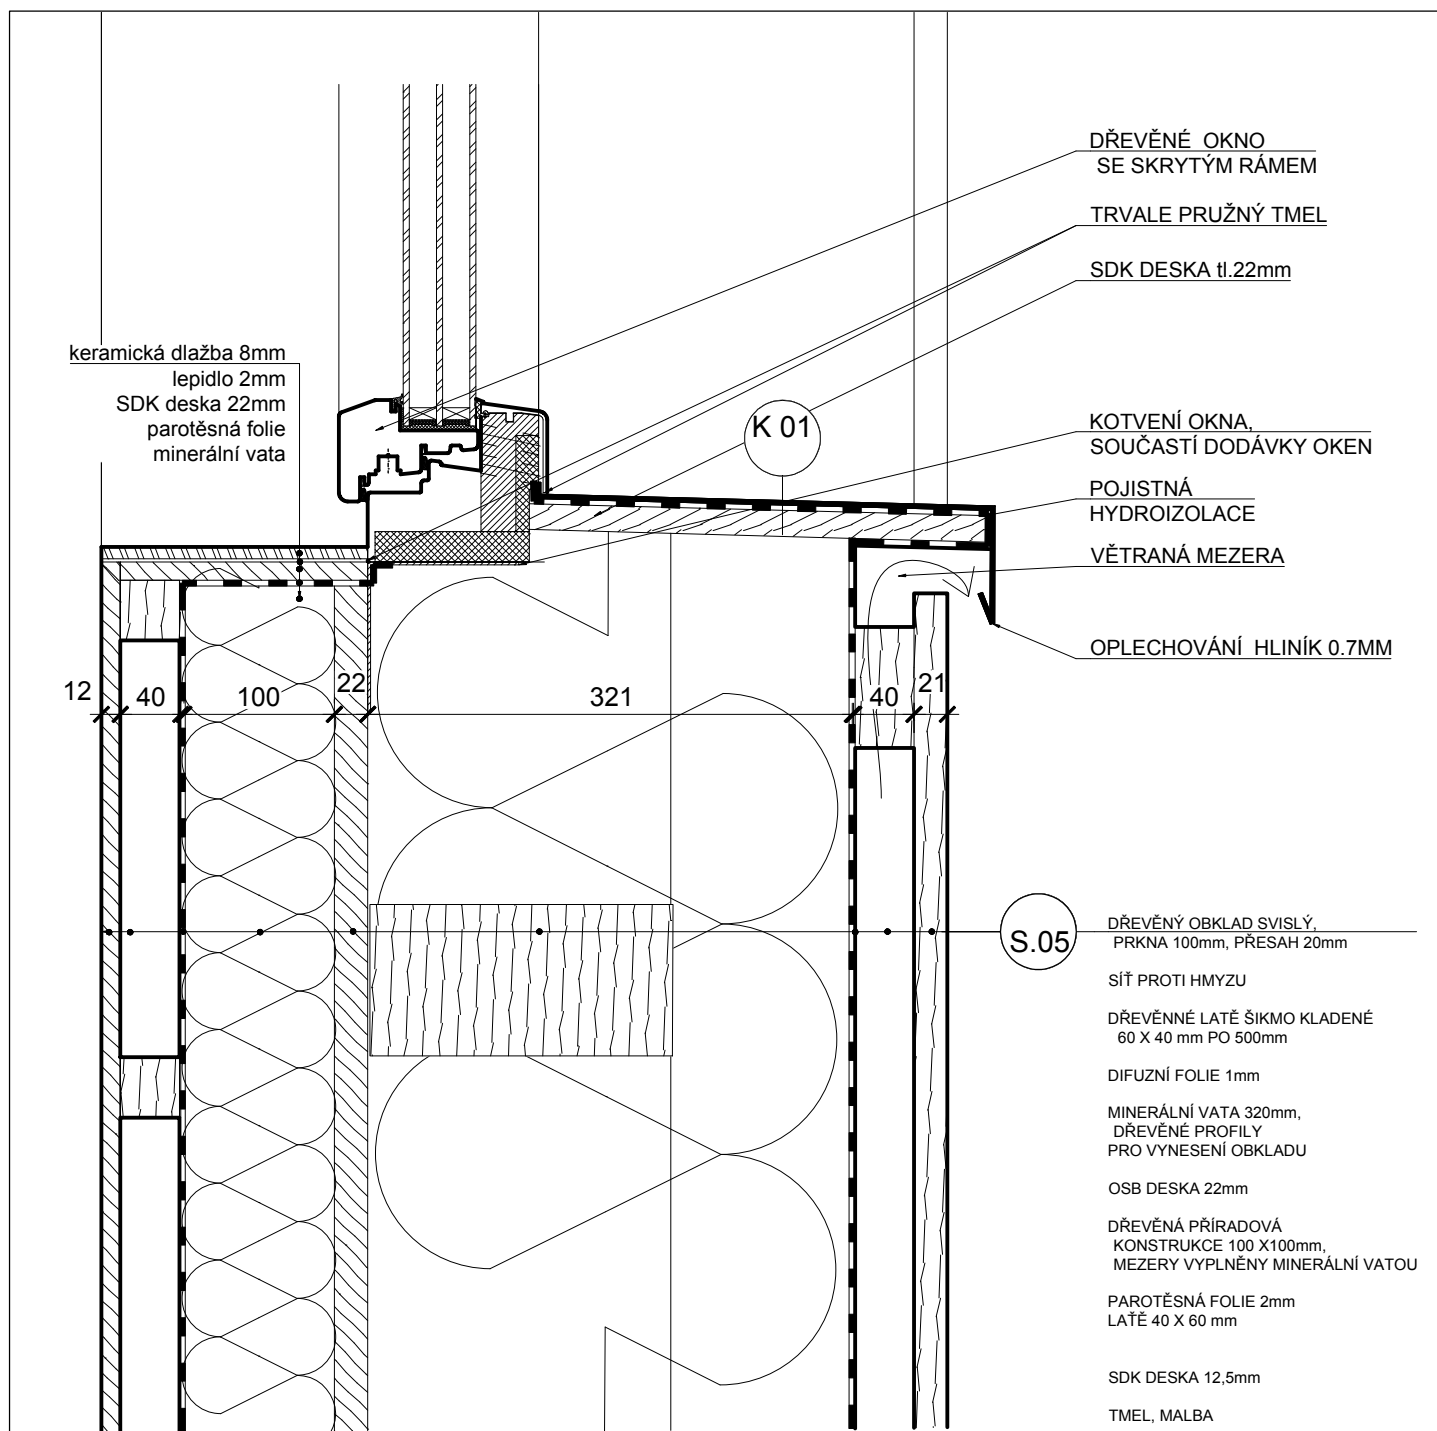 DŘEVĚNÉ OKNO
SE SKRYTÝM RÁMEM
TRVALE PRUŽNÝ TMEL
SDK DESKA tl.22mm
keramická dlažba 8mm
lepidlo 2mm
SDK deska 22mm
parotěsná folie
minerální vata
K 01
KOTVENÍ OKNA,
SOUČASTÍ DODÁVKY OKEN
POJISTNÁ
HYDROIZOLACE
VĚTRANÁ MEZERA
OPLECHOVÁNÍ HLINÍK 0.7MM
12 40 100 22 321 40 21
S.05
DŘEVĚNÝ OBKLAD SVISLÝ,
PRKNA 100mm, PŘESAH 20mm
SÍŤ PROTI HMYZU
DŘEVĚNNÉ LATĚ ŠIKMO KLADENÉ
60 X 40 mm PO 500mm
DIFUZNÍ FOLIE 1mm
MINERÁLNÍ VATA 320mm,
DŘEVĚNÉ PROFILY
PRO VYNESENÍ OBKLADU
OSB DESKA 22mm
DŘEVĚNÁ PŘÍRADOVÁ
KONSTRUKCE 100 X100mm,
MEZERY VYPLNĚNY MINERÁLNÍ VATOU
PAROTĚSNÁ FOLIE 2mm
LAŤĚ 40 X 60 mm
SDK DESKA 12,5mm
TMEL, MALBA